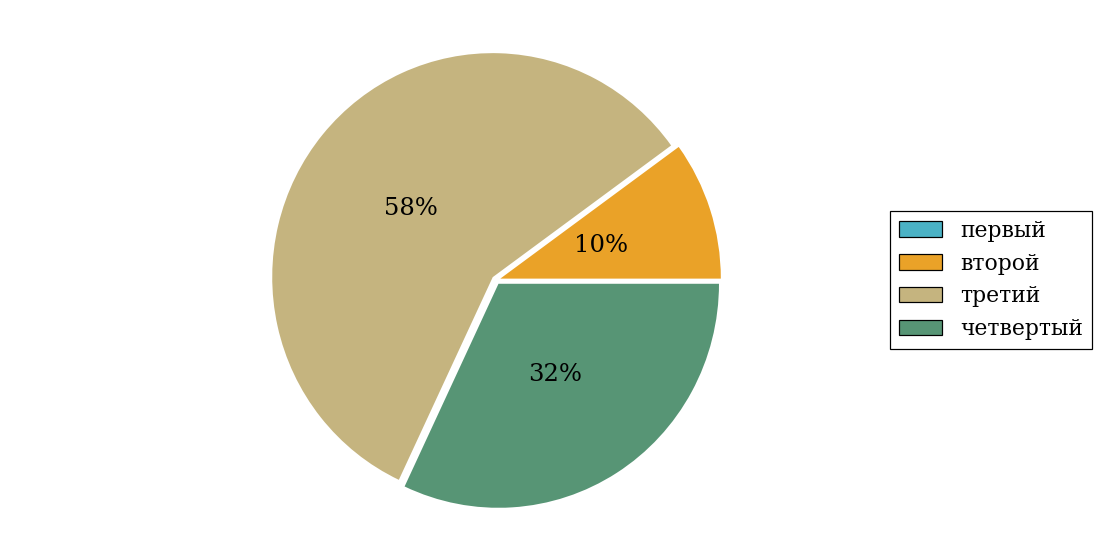 58%
10%
32%
первый
второй
третий
четвертый